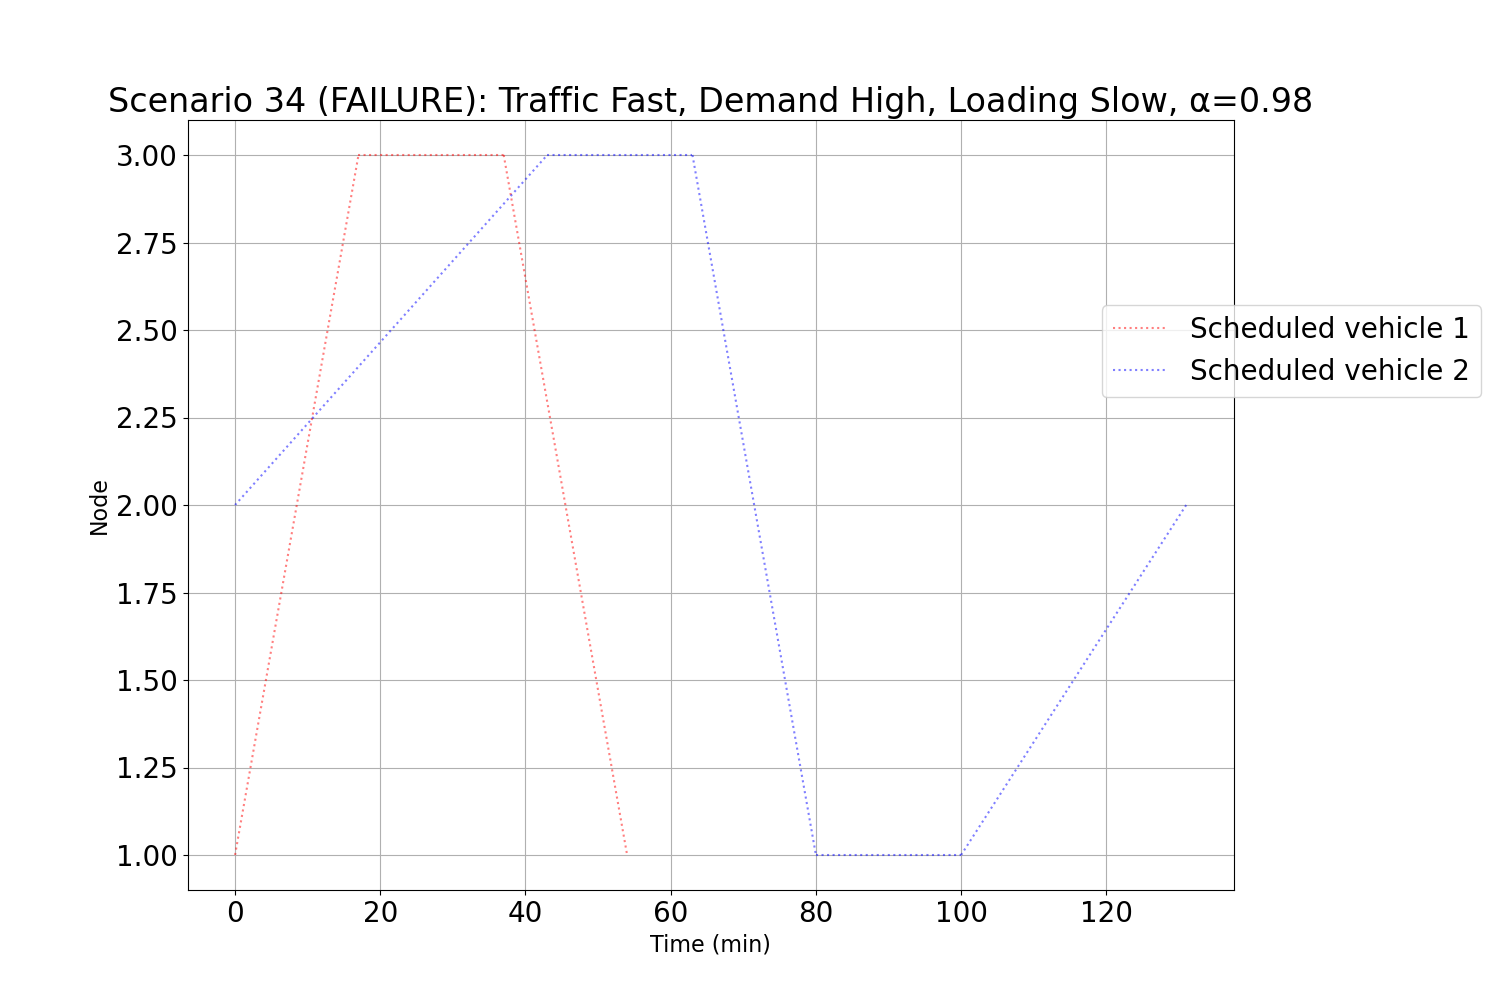 Scenario 34 (FAILURE): Traffic Fast, Demand High, Loading Slow, α=0.98
3.00
2.75
2.50
2.25
2.00
1.75
1.50
1.25
1.00
Node
Scheduled vehicle 1
Scheduled vehicle 2
0 20 40 60 80 100 120
Time (min)